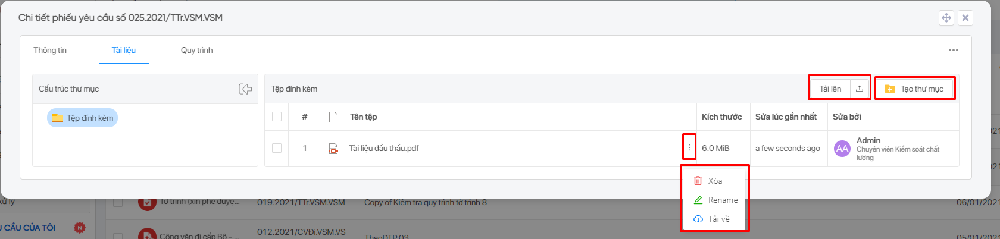 Chi tiết phiếu yêu cầu số 025.2021/TTr.VSM.VSM
Thông tin
Tài liệu
Quy trình
Cấu trúc thư mục
Tệp đính kèm
Tệp đính kèm
Tải lên
Tạo thư mục
#
Tên tệp
Kích thước
Sửa lúc gần nhất
Sửa bởi
1
Tài liệu đấu thầu.pdf
6.0 MiB
a few seconds ago
AA
Admin
Chuyên viên Kiểm soát chất
lượng
Xóa
Rename
Tải về
Tờ trình (xin phê duyệ...
019.2021/TTr.VSM.VSM
Copy of Kiểm tra quy trình tờ trình 8
06/01/2021
CẦU CỦA TÔI
N
Công văn đi cấp Bộ - ...
012.2021/CVĐi.VSM.VS
ThaoDTP 03
05/01/2021